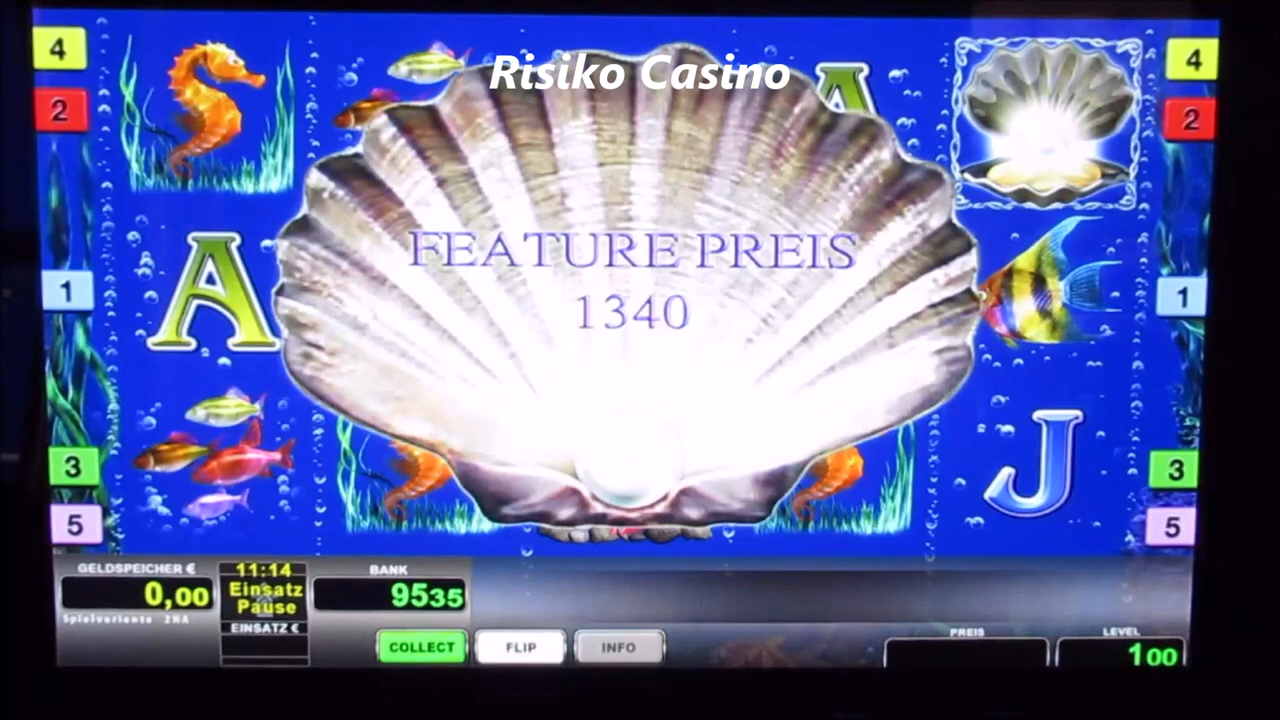 Risiko Casino
4
2
1
3
5
A
A
J
4
2
1
3
5
FEATURE PREIS
1340
GELDSPEICHER €
0,00
Spielvariante 2HA
11:14
Einsatz
Pause
EINSATZ €
BANK
9535
COLLECT
FLIP
INFO
PREIS
LEVEL
100